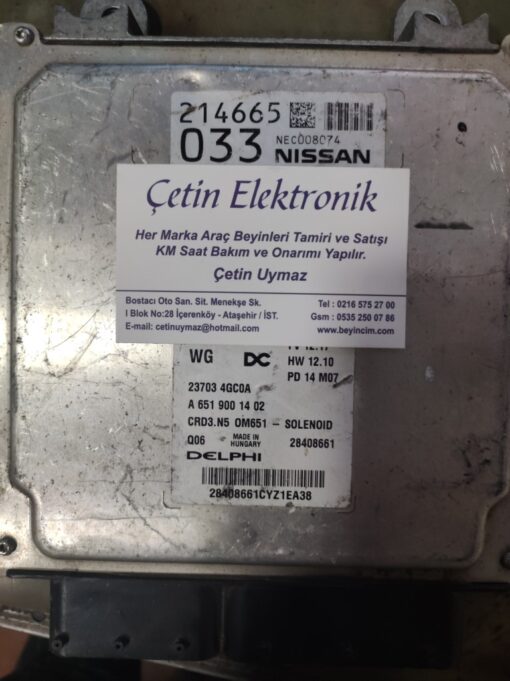 214665
033 NEC008074
NISSAN
Çetin Elektronik
Her Marka Araç Beyinleri Tamiri ve Satışı
KM Saat Bakım ve Onarımı Yapılır.
Çetin Uymaz
Bostacı Oto San. Sit. Menekşe Sk.
I Blok No:28 İçerenköy - Ataşehir / İST.
E-mail: cetinuymaz@hotmail.com
Tel : 0216 575 27 00
Gsm : 0535 250 07 86
www.beyincim.com
WG DC HW 12.10
PD 14 M07
23703 4GC0A
A 651 900 14 02
CRD3.N5 OM651 - SOLENOID
Q06 MADE IN HUNGARY 28408661
DELPHI
28408661CYZ1EA38